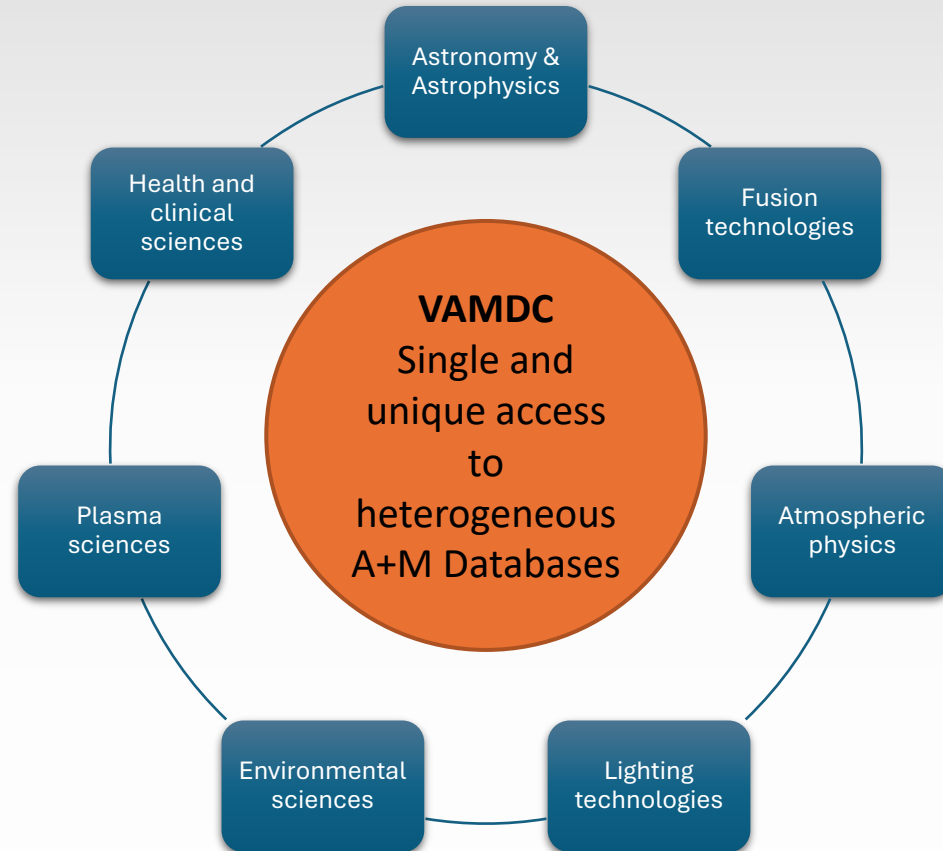 Astronomy &
Astrophysics
Health and
clinical
sciences
Fusion
technologies
VAMDC
Single and
unique access
to
heterogeneous
A+M Databases
Plasma
sciences
Atmospheric
physics
Environmental
sciences
Lighting
technologies